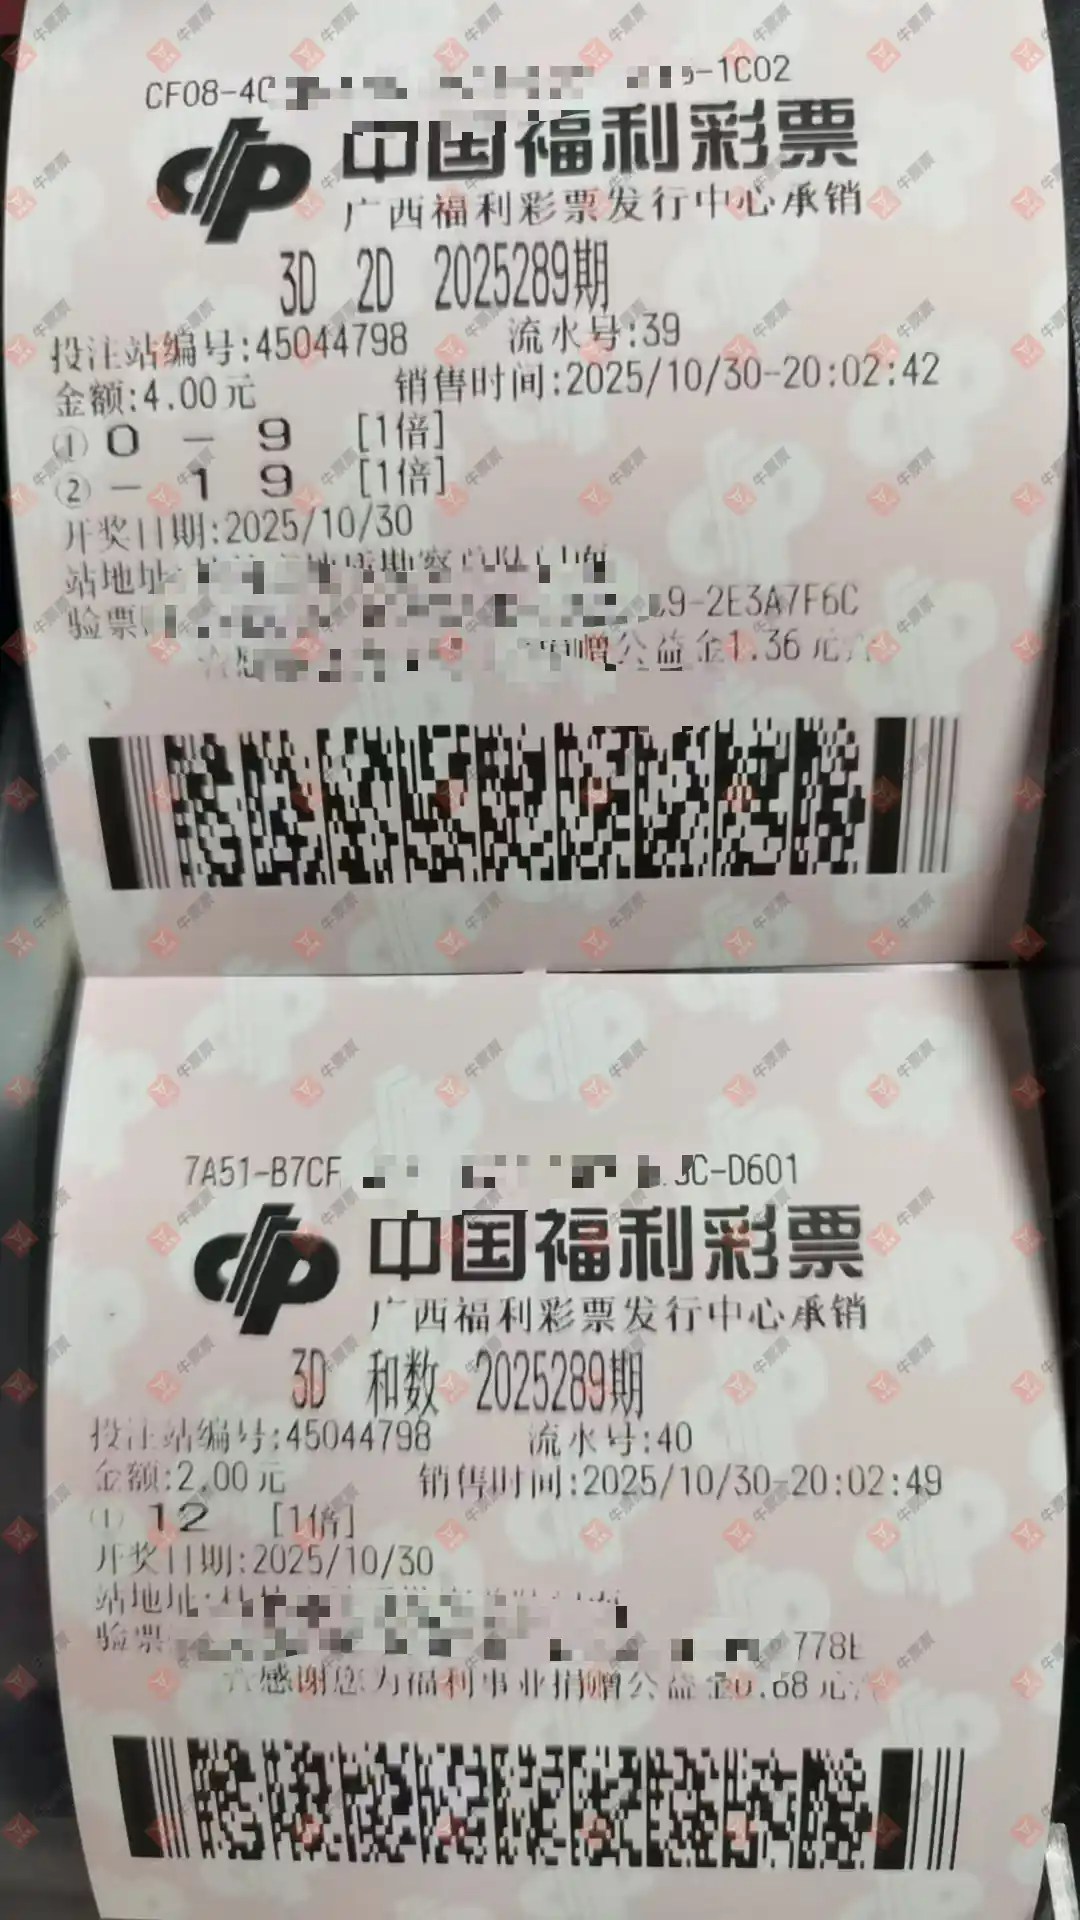 CF08-4C
-1C02
中国福利彩票
广西福利彩票发行中心承销
3D 2D 2025289期
投注站编号:45044798 流水号:39
金额:4.00元 销售时间:2025/10/30-20:02:42
① 0 - 9 [1倍]
② - 1 9 [1倍]
开奖日期:2025/10/30
站地址:
验票 9-2E3A7F6C
捐赠公益金1.36元
7A51-B7CF
C-D601
中国福利彩票
广西福利彩票发行中心承销
3D 和数 2025289期
投注站编号:45044798 流水号:40
金额:2.00元 销售时间:2025/10/30-20:02:49
① 12 [1倍]
开奖日期:2025/10/30
站地址:
验票
感谢您为福利事业捐赠公益金0.68元
牛票票